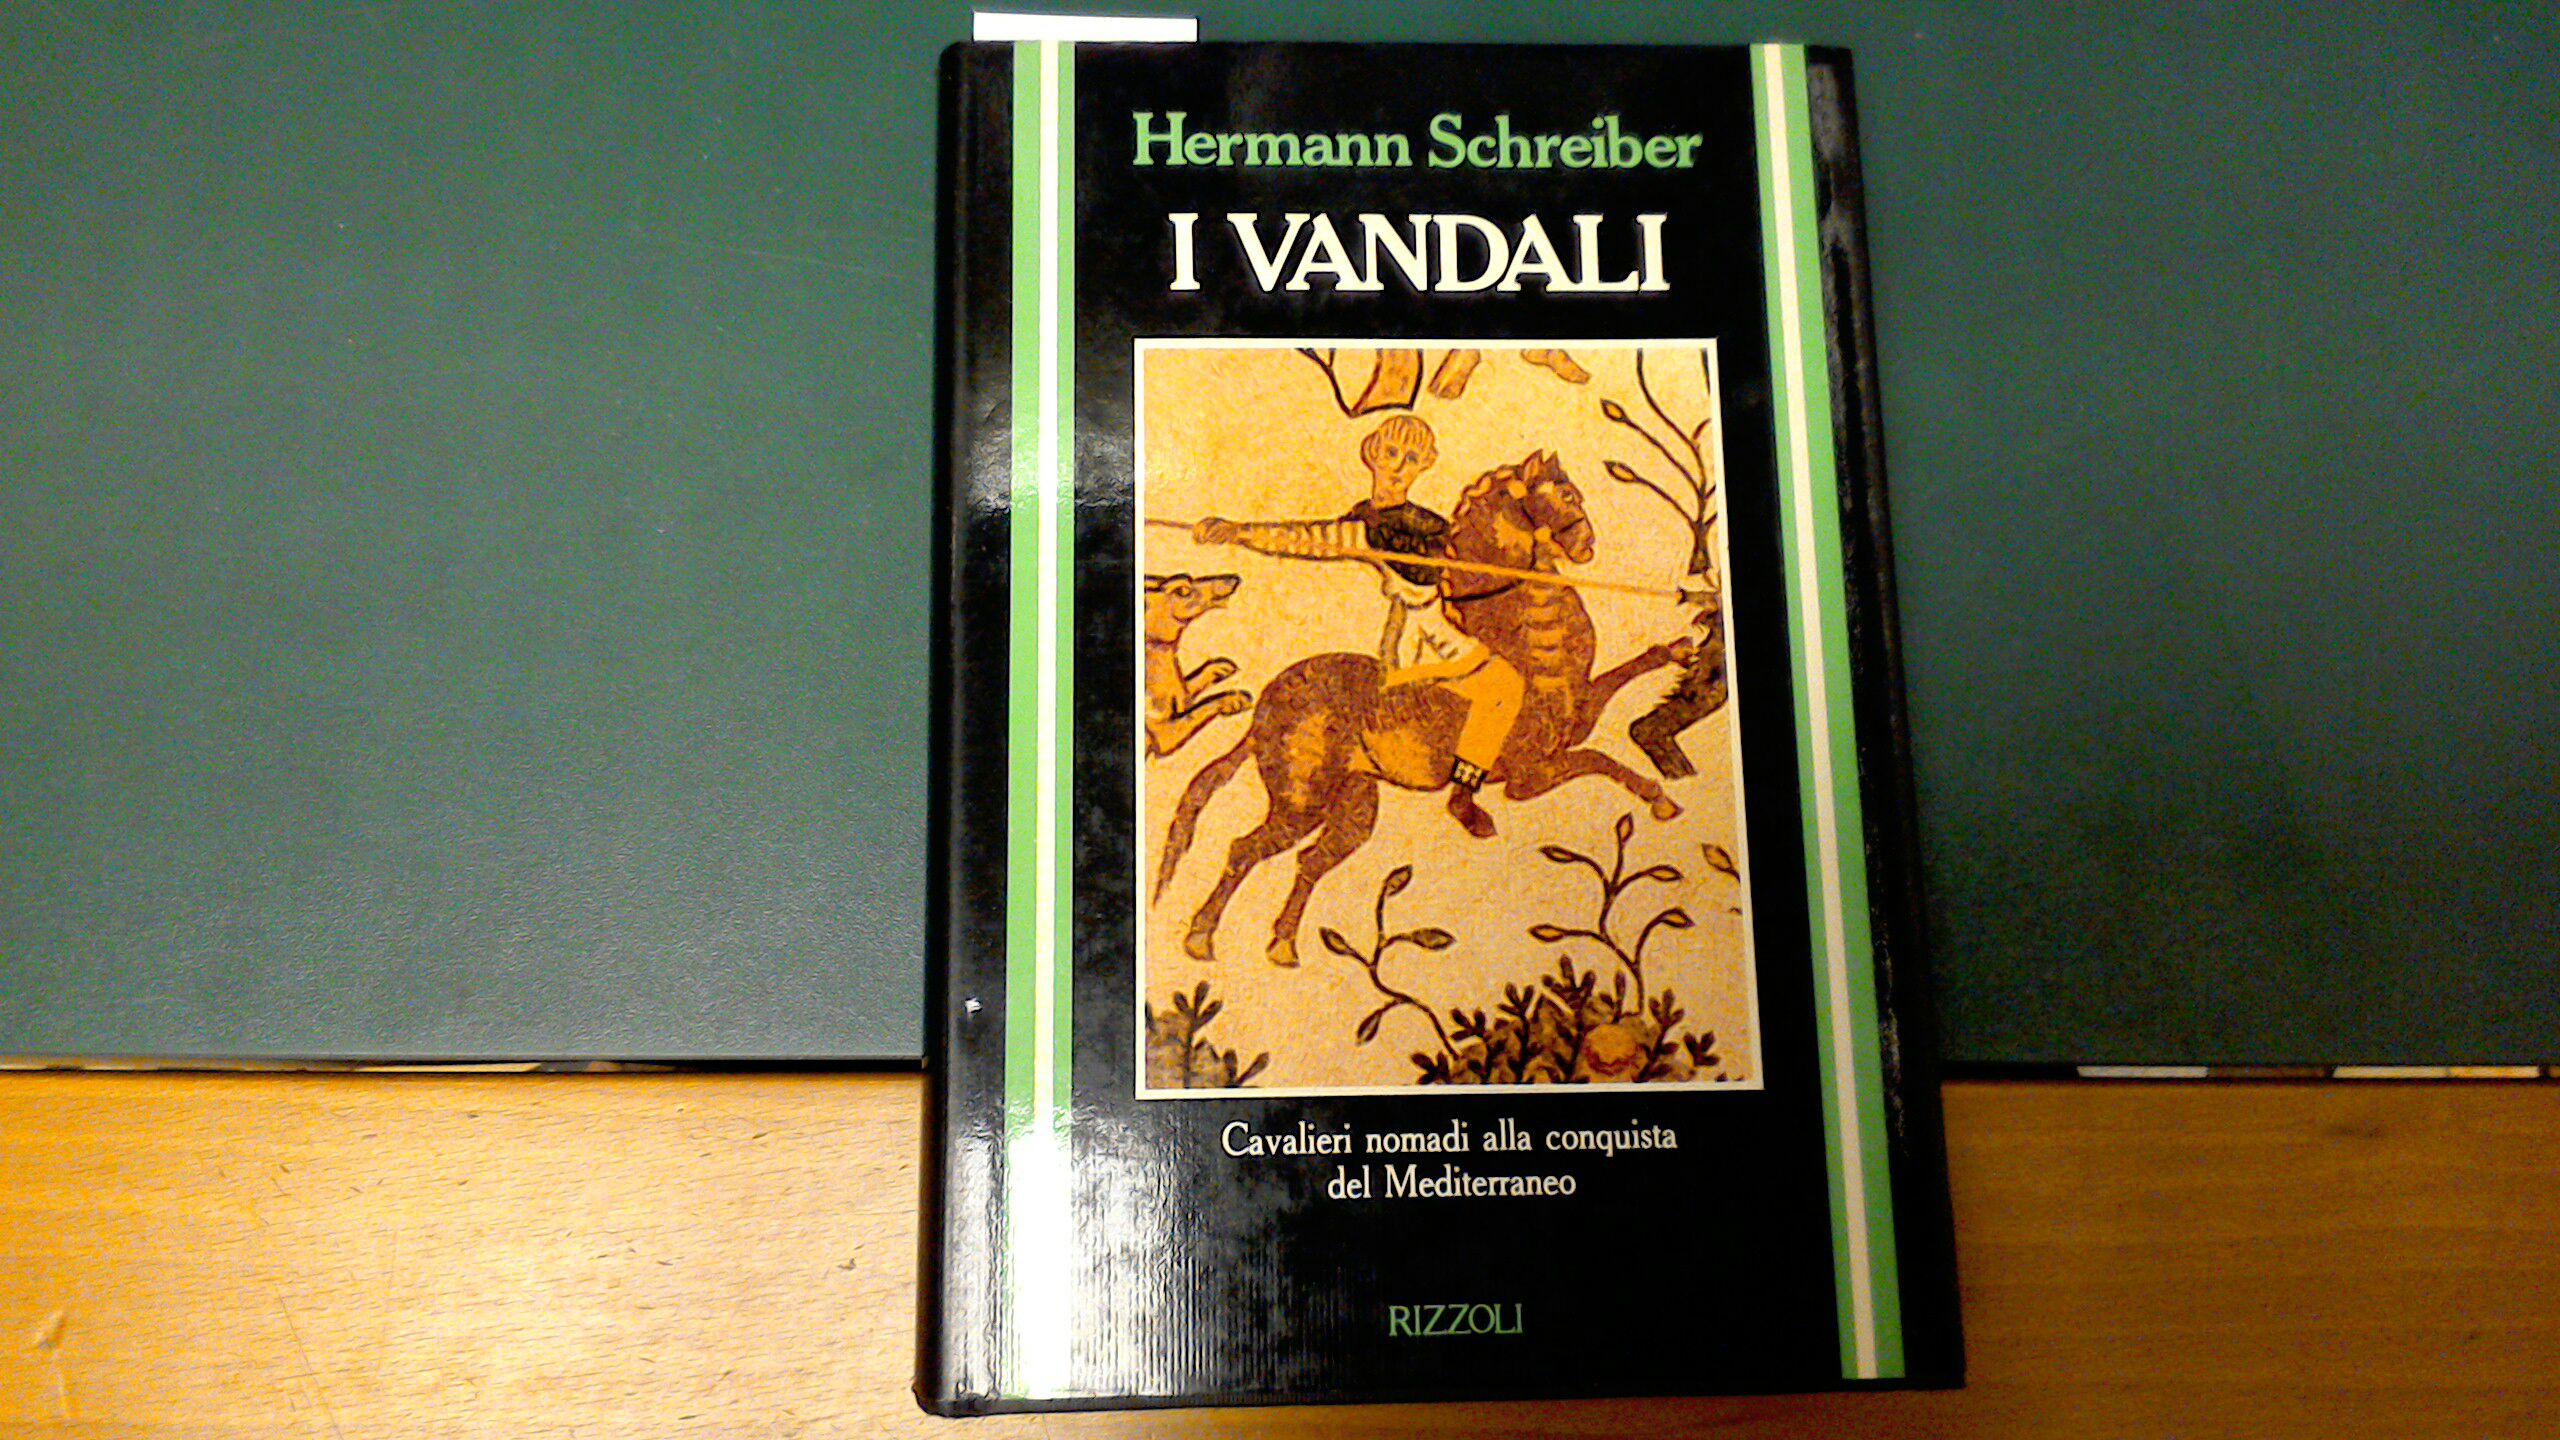 Hermann Schreiber
I VANDALI
Cavalieri nomadi alla conquista
del Mediterraneo
RIZZOLI